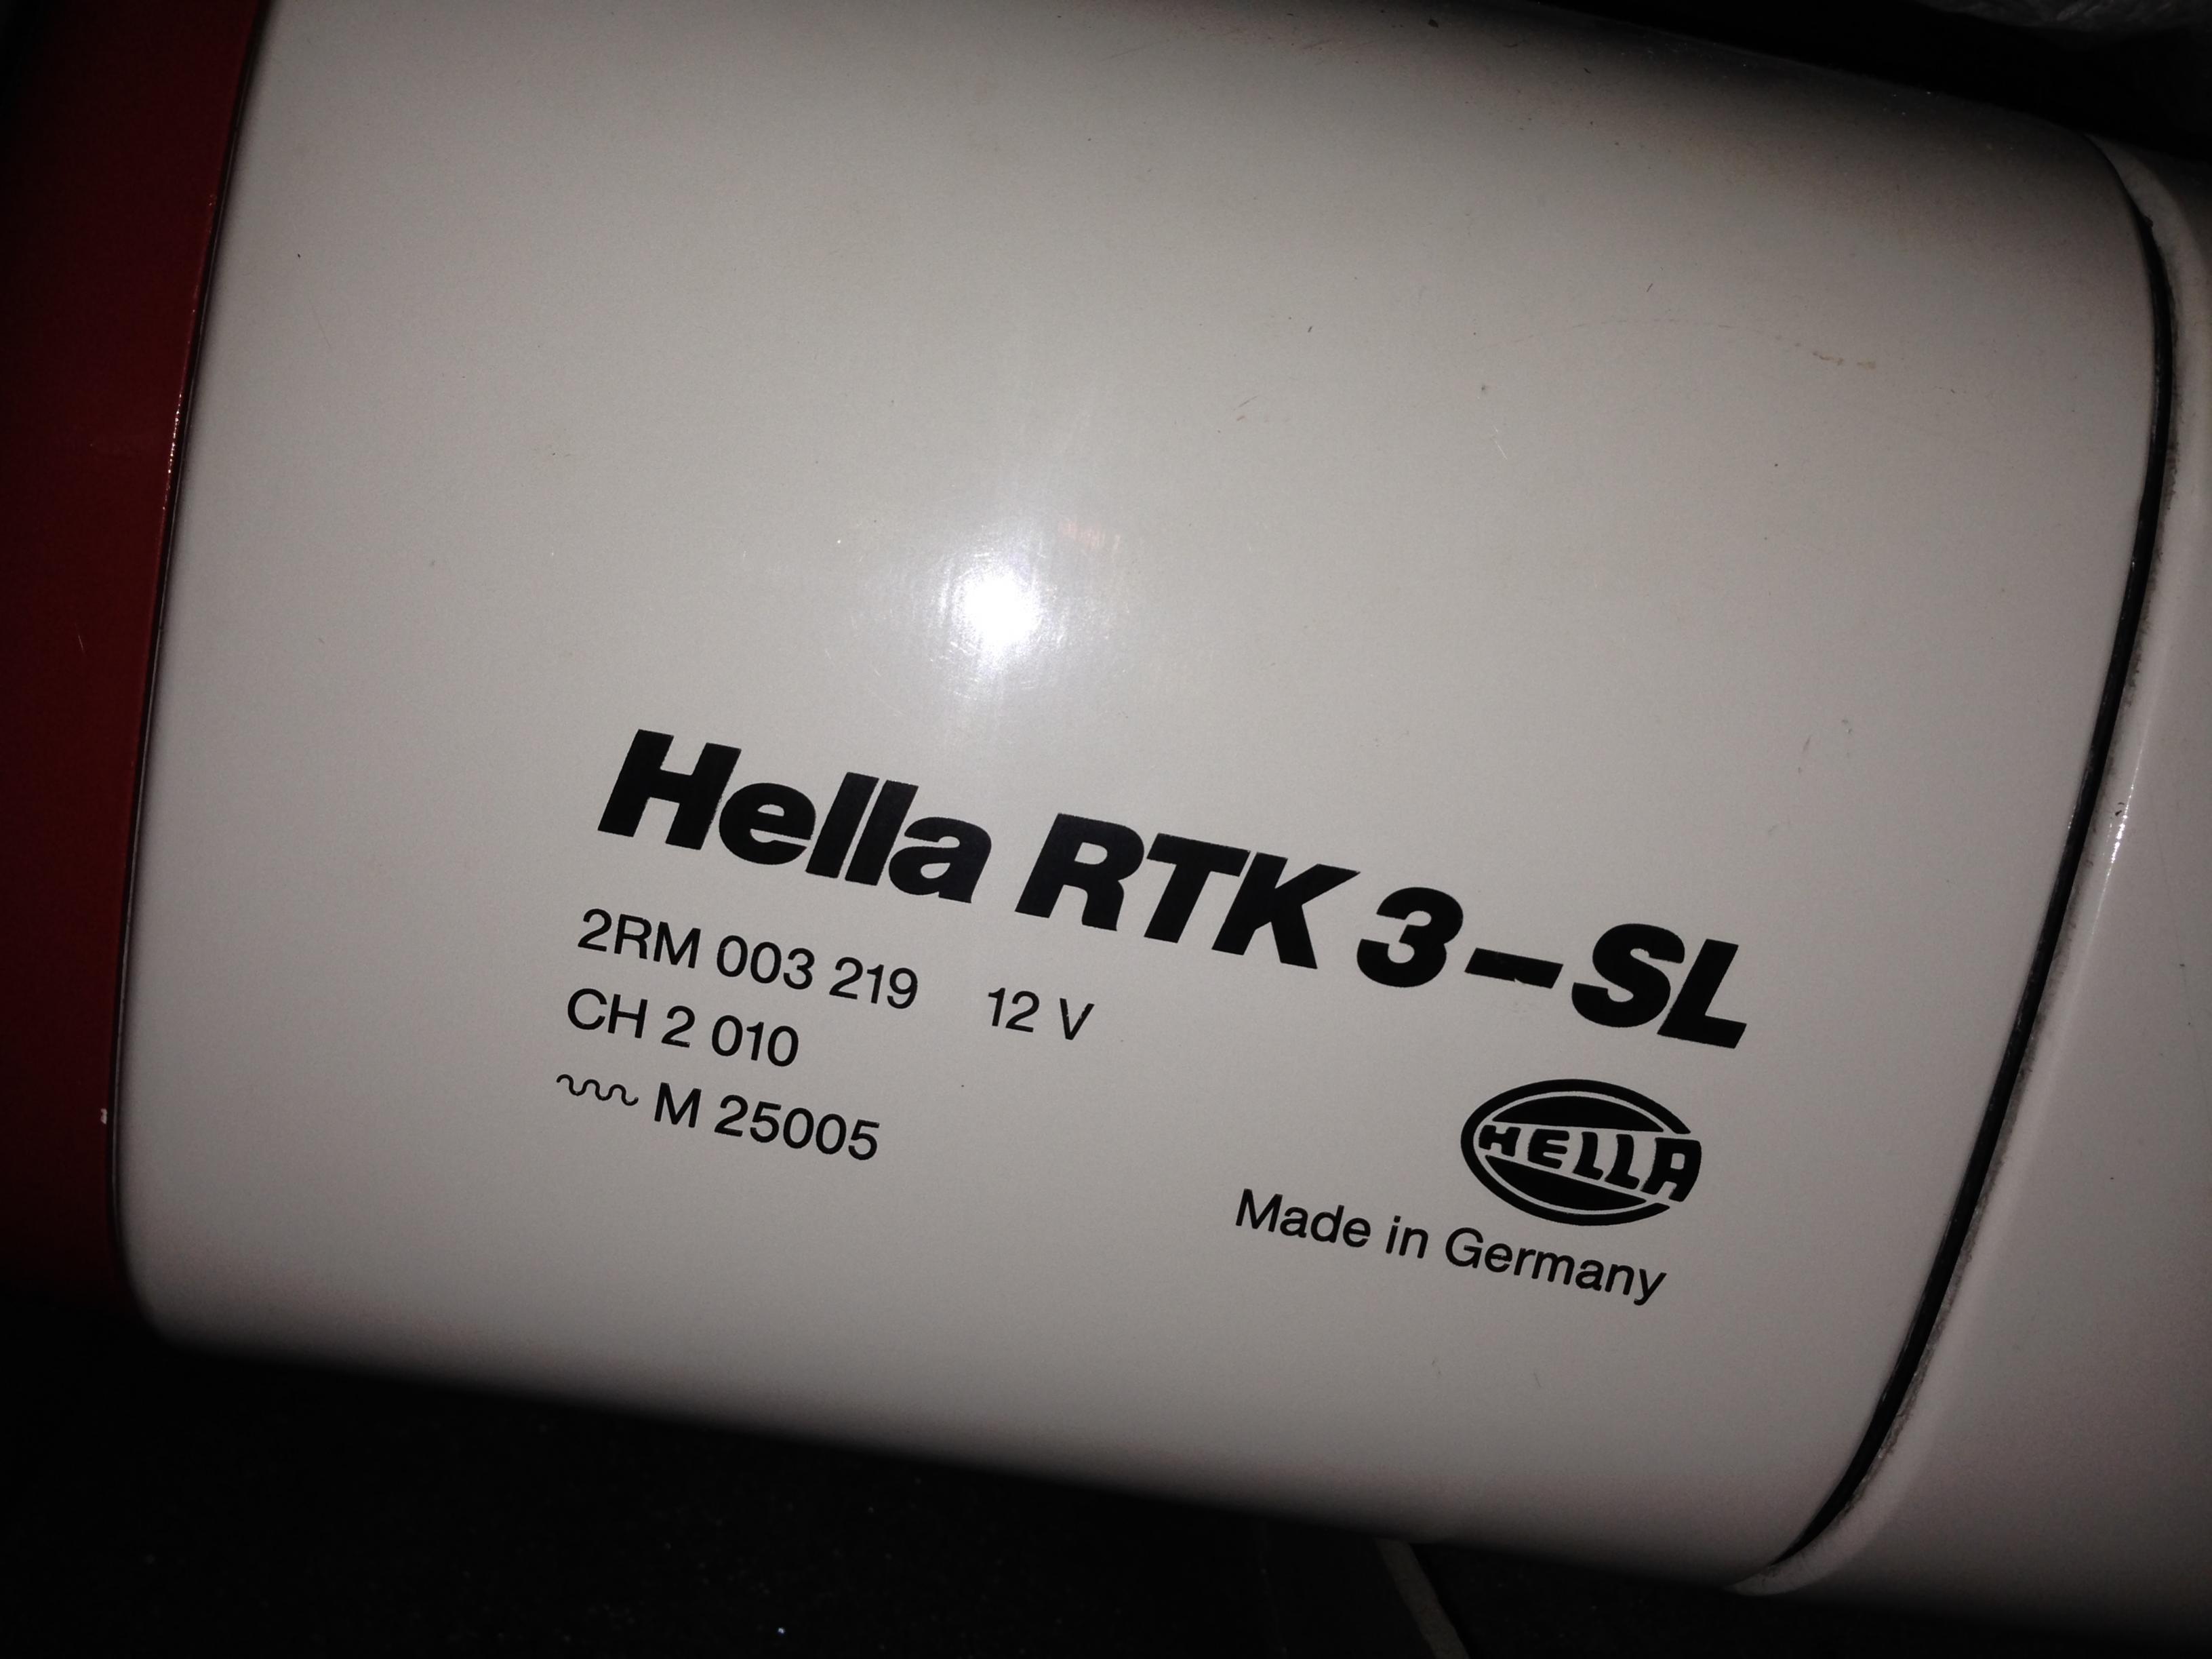 Hella RTK 3-SL
2RM 003 219 12 V
CH 2 010
~~~ M 25005
HELLA
Made in Germany